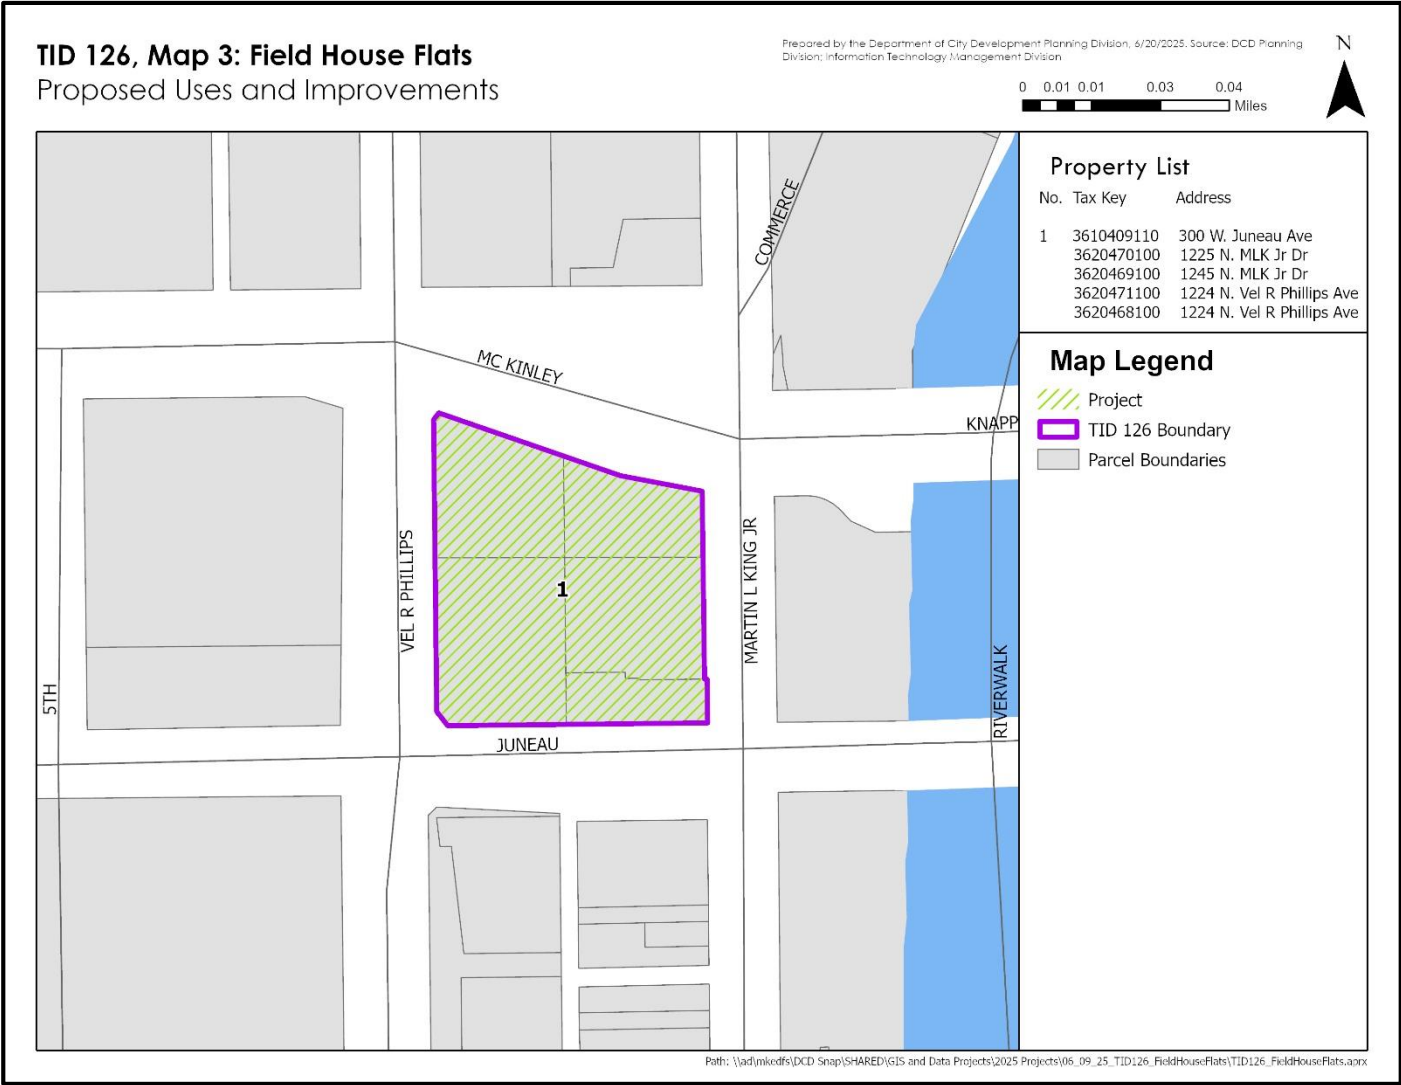 TID 126, Map 3: Field House Flats
Proposed Uses and Improvements
Prepared by the Department of City Development Planning Division, 6/20/2025. Source: DCD Planning
Division; Information Technology Management Division
N
0 0.01 0.01 0.03 0.04
Miles
Property List
No. Tax Key Address
1 3610409110 300 W. Juneau Ave
3620470100 1225 N. MLK Jr Dr
3620469100 1245 N. MLK Jr Dr
3620471100 1224 N. Vel R Phillips Ave
3620468100 1224 N. Vel R Phillips Ave
Map Legend
Project
TID 126 Boundary
Parcel Boundaries
COMMERCE
MC KINLEY
KNAPP
VEL R PHILLIPS
1
MARTIN L KING JR
5TH
RIVERWALK
JUNEAU
Path: \\ad\mkedfs\DCD Snap\SHARED\GIS and Data Projects\2025 Projects\06_09_25_TID126_FieldHouseFlats\TID126_FieldHouseFlats.aprx